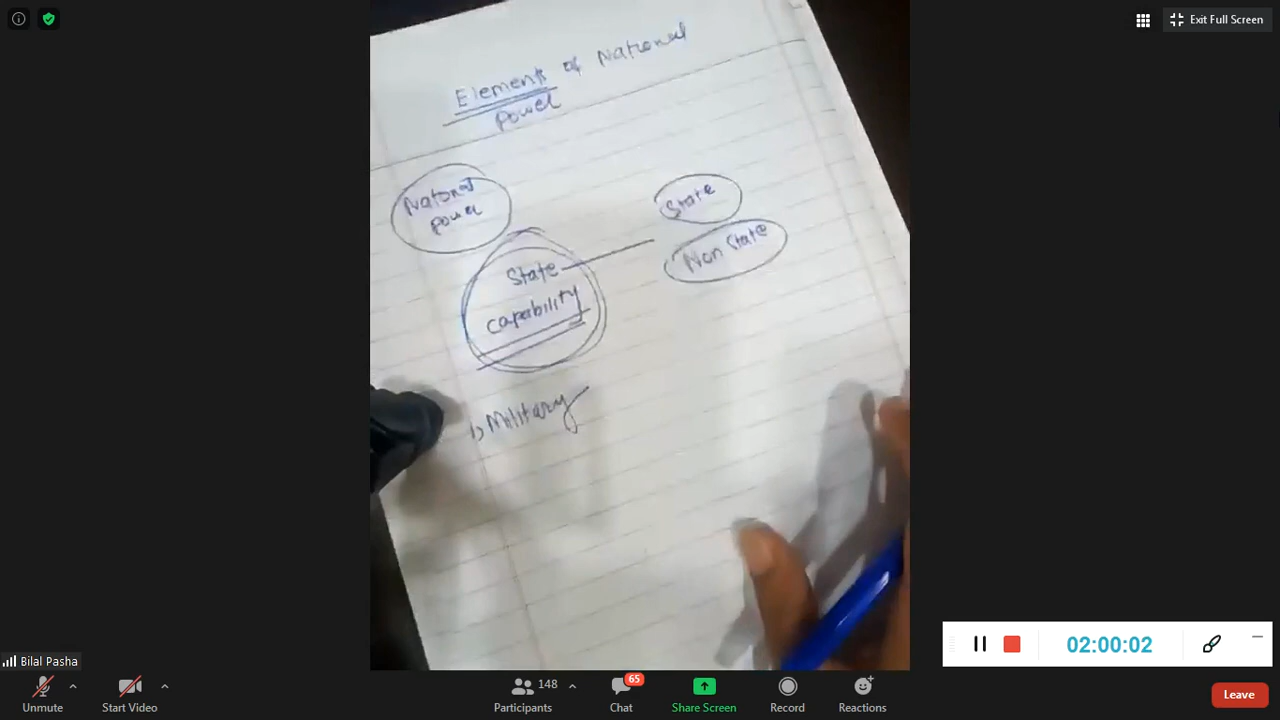 Exit Full Screen
Elements of National
Power
National
Power
State
Non State
State
capability
1) Military
02:00:02
Bilal Pasha
Unmute
Start Video
148
Participants
65
Chat
Share Screen
Record
Reactions
Leave